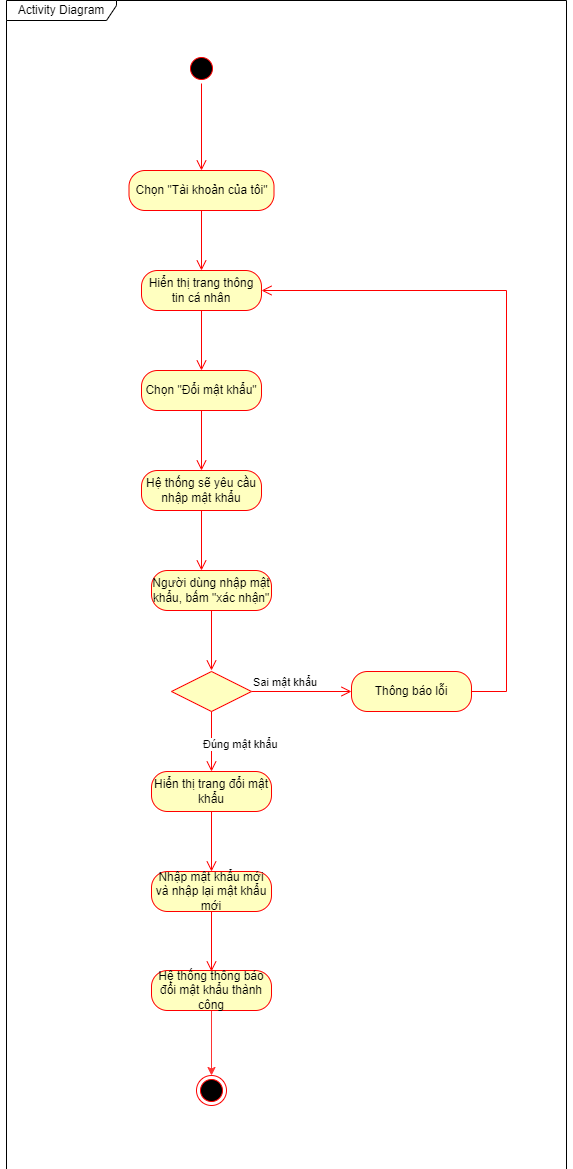 Activity Diagram
Chọn "Tài khoản của tôi"
Hiển thị trang thông
tin cá nhân
Chọn "Đổi mật khẩu"
Hệ thống sẽ yêu cầu
nhập mật khẩu
Người dùng nhập mật
khẩu, bấm "xác nhận"
Sai mật khẩu
Thông báo lỗi
Đúng mật khẩu
Hiển thị trang đổi mật
khẩu
Nhập mật khẩu mới
và nhập lại mật khẩu
mới
Hệ thống thông báo
đổi mật khẩu thành
công